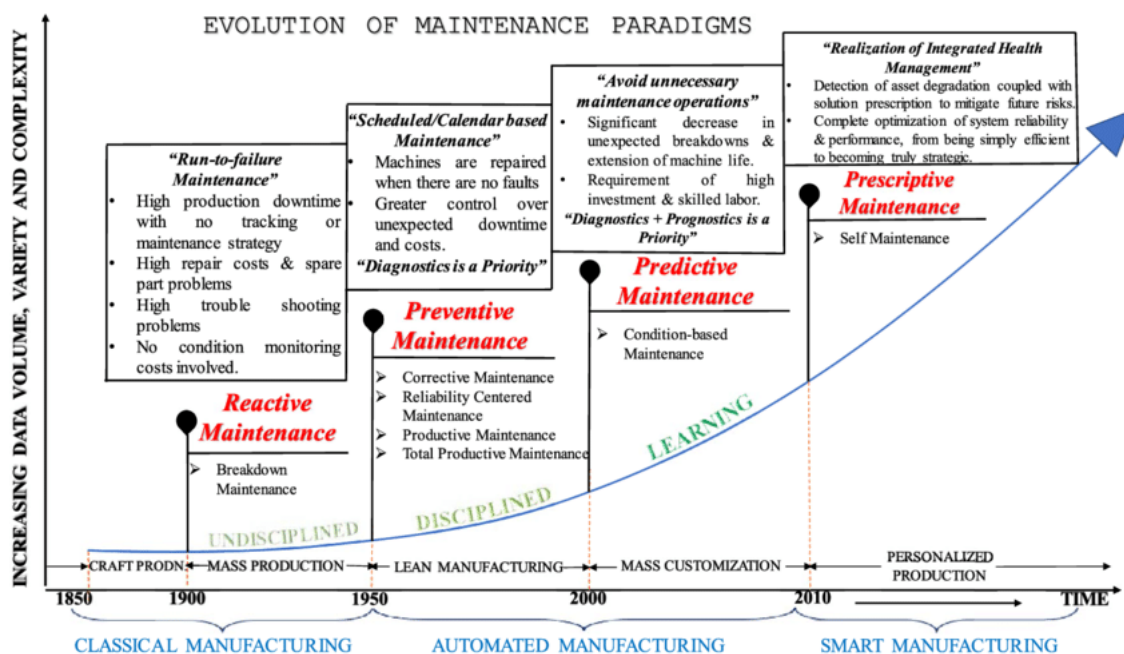 EVOLUTION OF MAINTENANCE PARADIGMS
INCREASING DATA VOLUME, VARIETY AND COMPLEXITY
“Run-to-failure
Maintenance”
• High production downtime
with no tracking or
maintenance strategy
• High repair costs & spare
part problems
• High trouble shooting
problems
• No condition monitoring
costs involved.
“Scheduled/Calendar based
Maintenance”
• Machines are repaired
when there are no faults
• Greater control over
unexpected downtime
and costs.
“Diagnostics is a Priority”
“Avoid unnecessary
maintenance operations”
• Significant decrease in
unexpected breakdowns &
extension of machine life.
• Requirement of high
investment & skilled labor.
“Diagnostics + Prognostics is a
Priority”
“Realization of Integrated Health
Management”
• Detection of asset degradation coupled with
solution prescription to mitigate future risks.
• Complete optimization of system reliability
& performance, from being simply efficient
to becoming truly strategic.
Reactive
Maintenance
➢ Breakdown
Maintenance
Preventive
Maintenance
➢ Corrective Maintenance
➢ Reliability Centered
Maintenance
➢ Productive Maintenance
➢ Total Productive Maintenance
Predictive
Maintenance
➢ Condition-based
Maintenance
Prescriptive
Maintenance
➢ Self Maintenance
UNDISCIPLINED
DISCIPLINED
LEARNING
CRAFT PRODN.
MASS PRODUCTION
LEAN MANUFACTURING
MASS CUSTOMIZATION
PERSONALIZED
PRODUCTION
1850
1900
1950
2000
2010
TIME
CLASSICAL MANUFACTURING
AUTOMATED MANUFACTURING
SMART MANUFACTURING